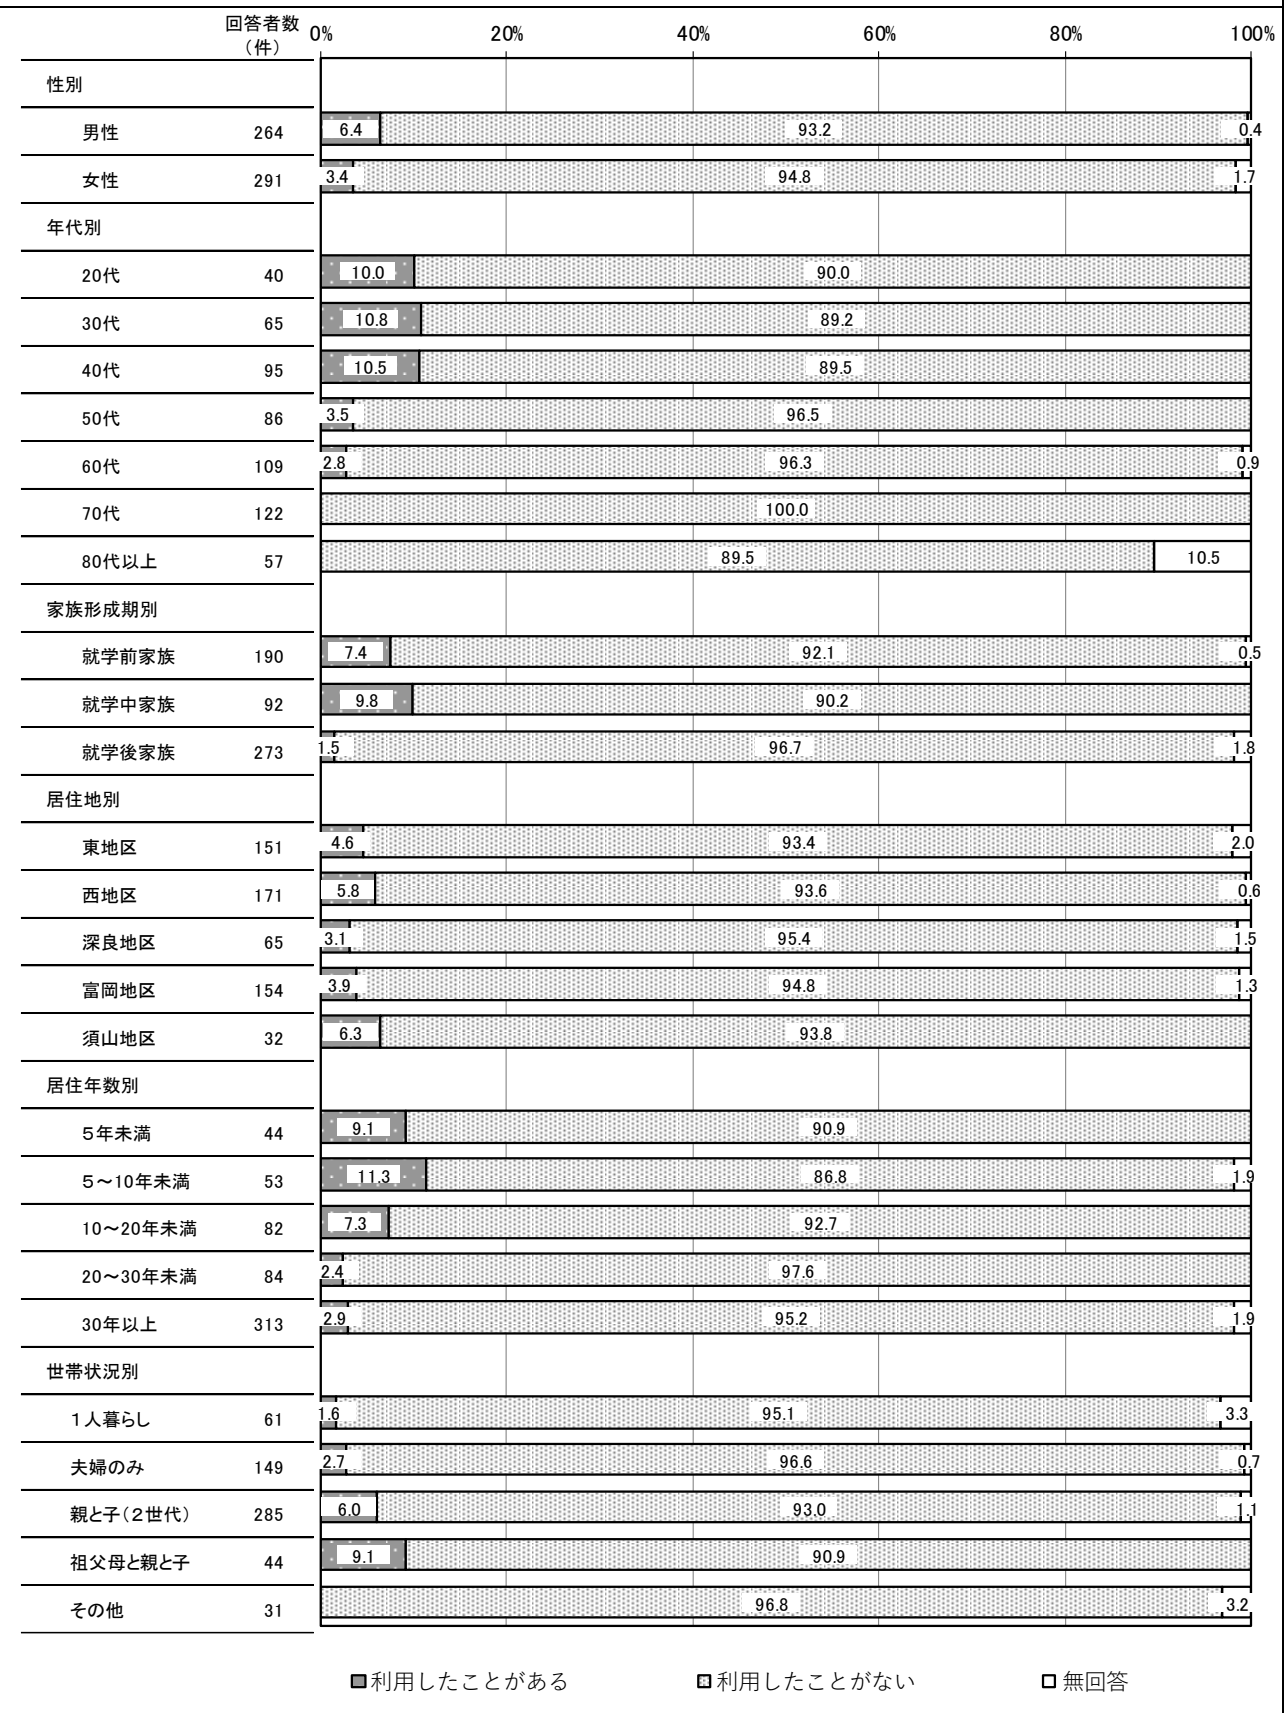 回答者数
（件）
0% 20% 40% 60% 80% 100%
性別
男性 264 6.4 93.2 0.4
女性 291 3.4 94.8 1.7
年代別
20代 40 10.0 90.0
30代 65 10.8 89.2
40代 95 10.5 89.5
50代 86 3.5 96.5
60代 109 2.8 96.3 0.9
70代 122 100.0
80代以上 57 89.5 10.5
家族形成期別
就学前家族 190 7.4 92.1 0.5
就学中家族 92 9.8 90.2
就学後家族 273 1.5 96.7 1.8
居住地別
東地区 151 4.6 93.4 2.0
西地区 171 5.8 93.6 0.6
深良地区 65 3.1 95.4 1.5
富岡地区 154 3.9 94.8 1.3
須山地区 32 6.3 93.8
居住年数別
５年未満 44 9.1 90.9
５～10年未満 53 11.3 86.8 1.9
10～20年未満 82 7.3 92.7
20～30年未満 84 2.4 97.6
30年以上 313 2.9 95.2 1.9
世帯状況別
１人暮らし 61 1.6 95.1 3.3
夫婦のみ 149 2.7 96.6 0.7
親と子（２世代） 285 6.0 93.0 1.1
祖父母と親と子 44 9.1 90.9
その他 31 96.8 3.2
利用したことがある 利用したことがない 無回答